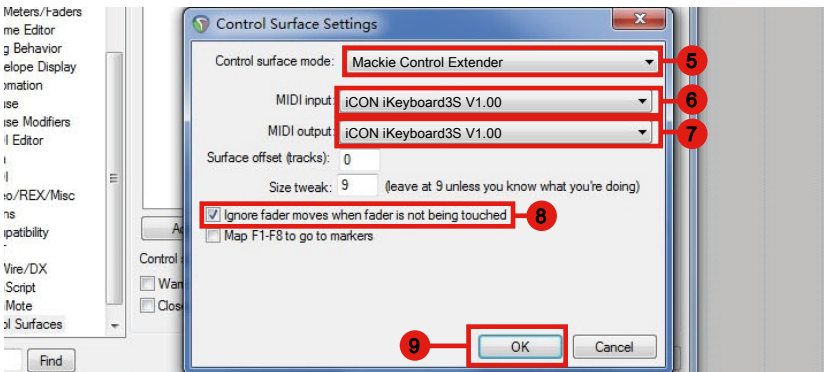 Meters/Faders
me Editor
g Behavior
elope Display
omation
use
use Modifiers
I Editor
eo/REX/Misc
ns
npatibility
Wire/DX
Script
Mote
ol Surfaces
Find
Control Surface Settings
Control surface mode: Mackie Control Extender
5
MIDI input: iCON iKeyboard3S V1.00
6
MIDI output: iCON iKeyboard3S V1.00
7
Surface offset (tracks): 0
Size tweak: 9 (leave at 9 unless you know what you're doing)
Ignore fader moves when fader is not being touched
8
Map F1-F8 to go to markers
Control
Warn
Close
9
OK
Cancel